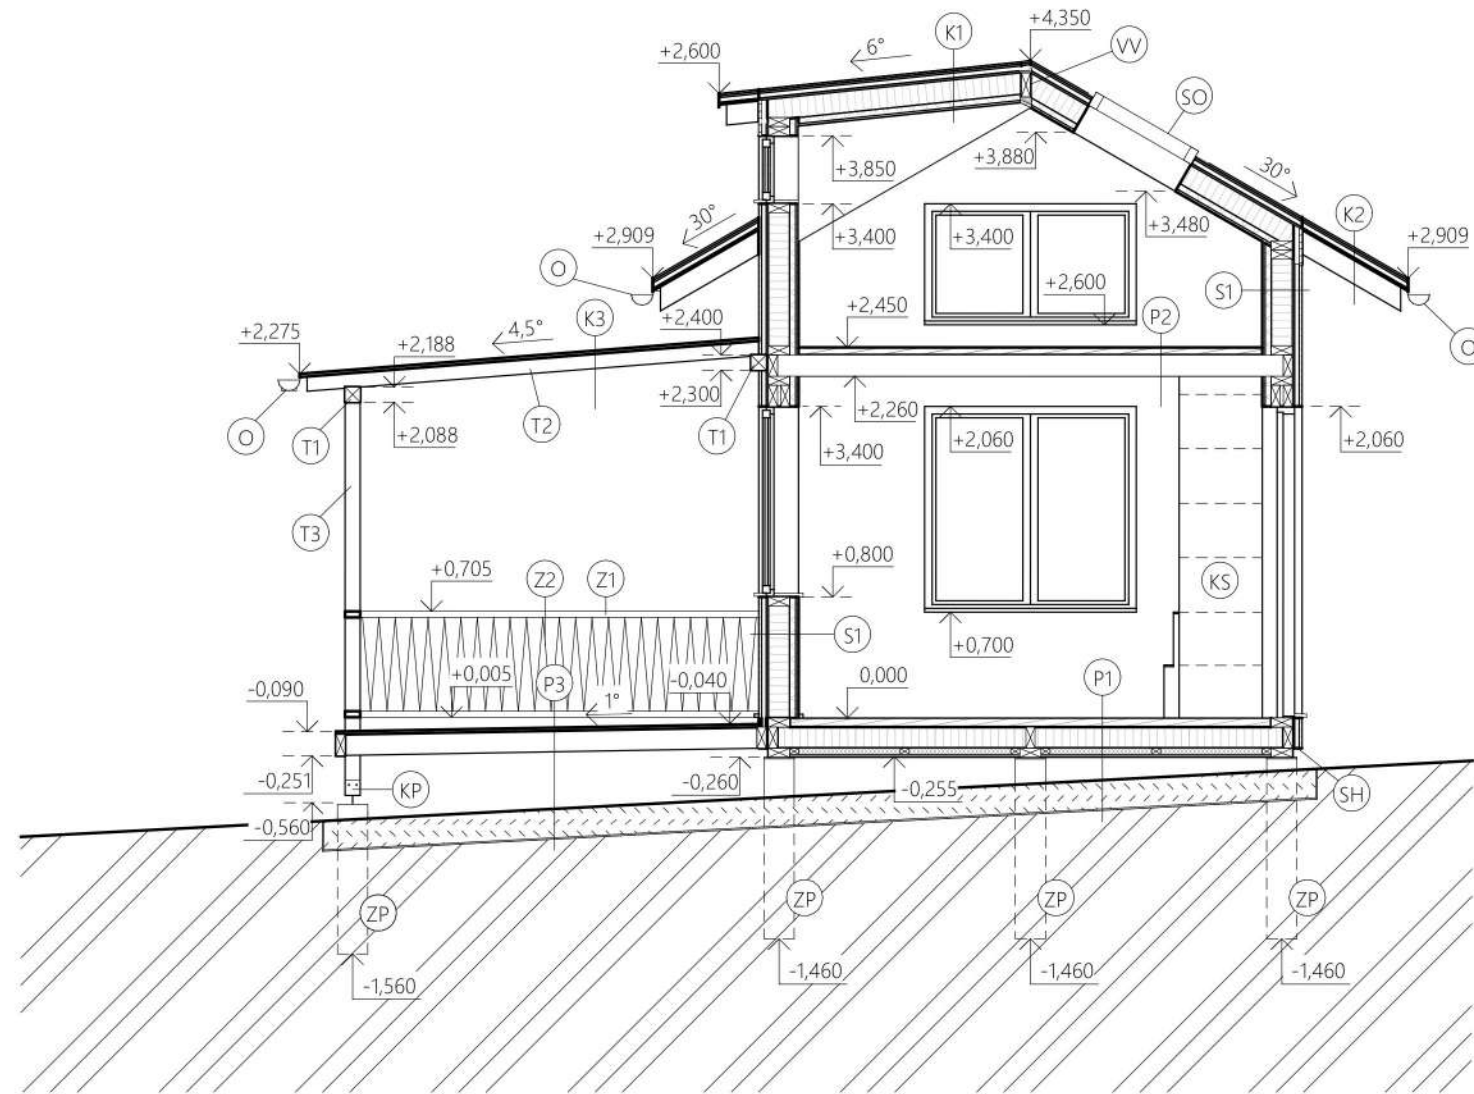 +4,350
K1
VV
6°
+2,600
SO
+3,850
+3,880
30°
30°
K2
+3,400
+3,400
+3,480
+2,909
+2,909
O
S1
+2,600
+2,450
P2
K3
+2,400
4,5°
+2,275
+2,188
O
+2,300
+2,260
T2
O
T1
+2,088
T1
+2,060
+2,060
+3,400
T3
+0,800
+0,705
Z2
Z1
KS
S1
+0,700
+0,005
P3
-0,040
0,000
P1
-0,090
1°
-0,251
KP
-0,260
-0,255
SH
-0,560
ZP
ZP
ZP
ZP
-1,560
-1,460
-1,460
-1,460